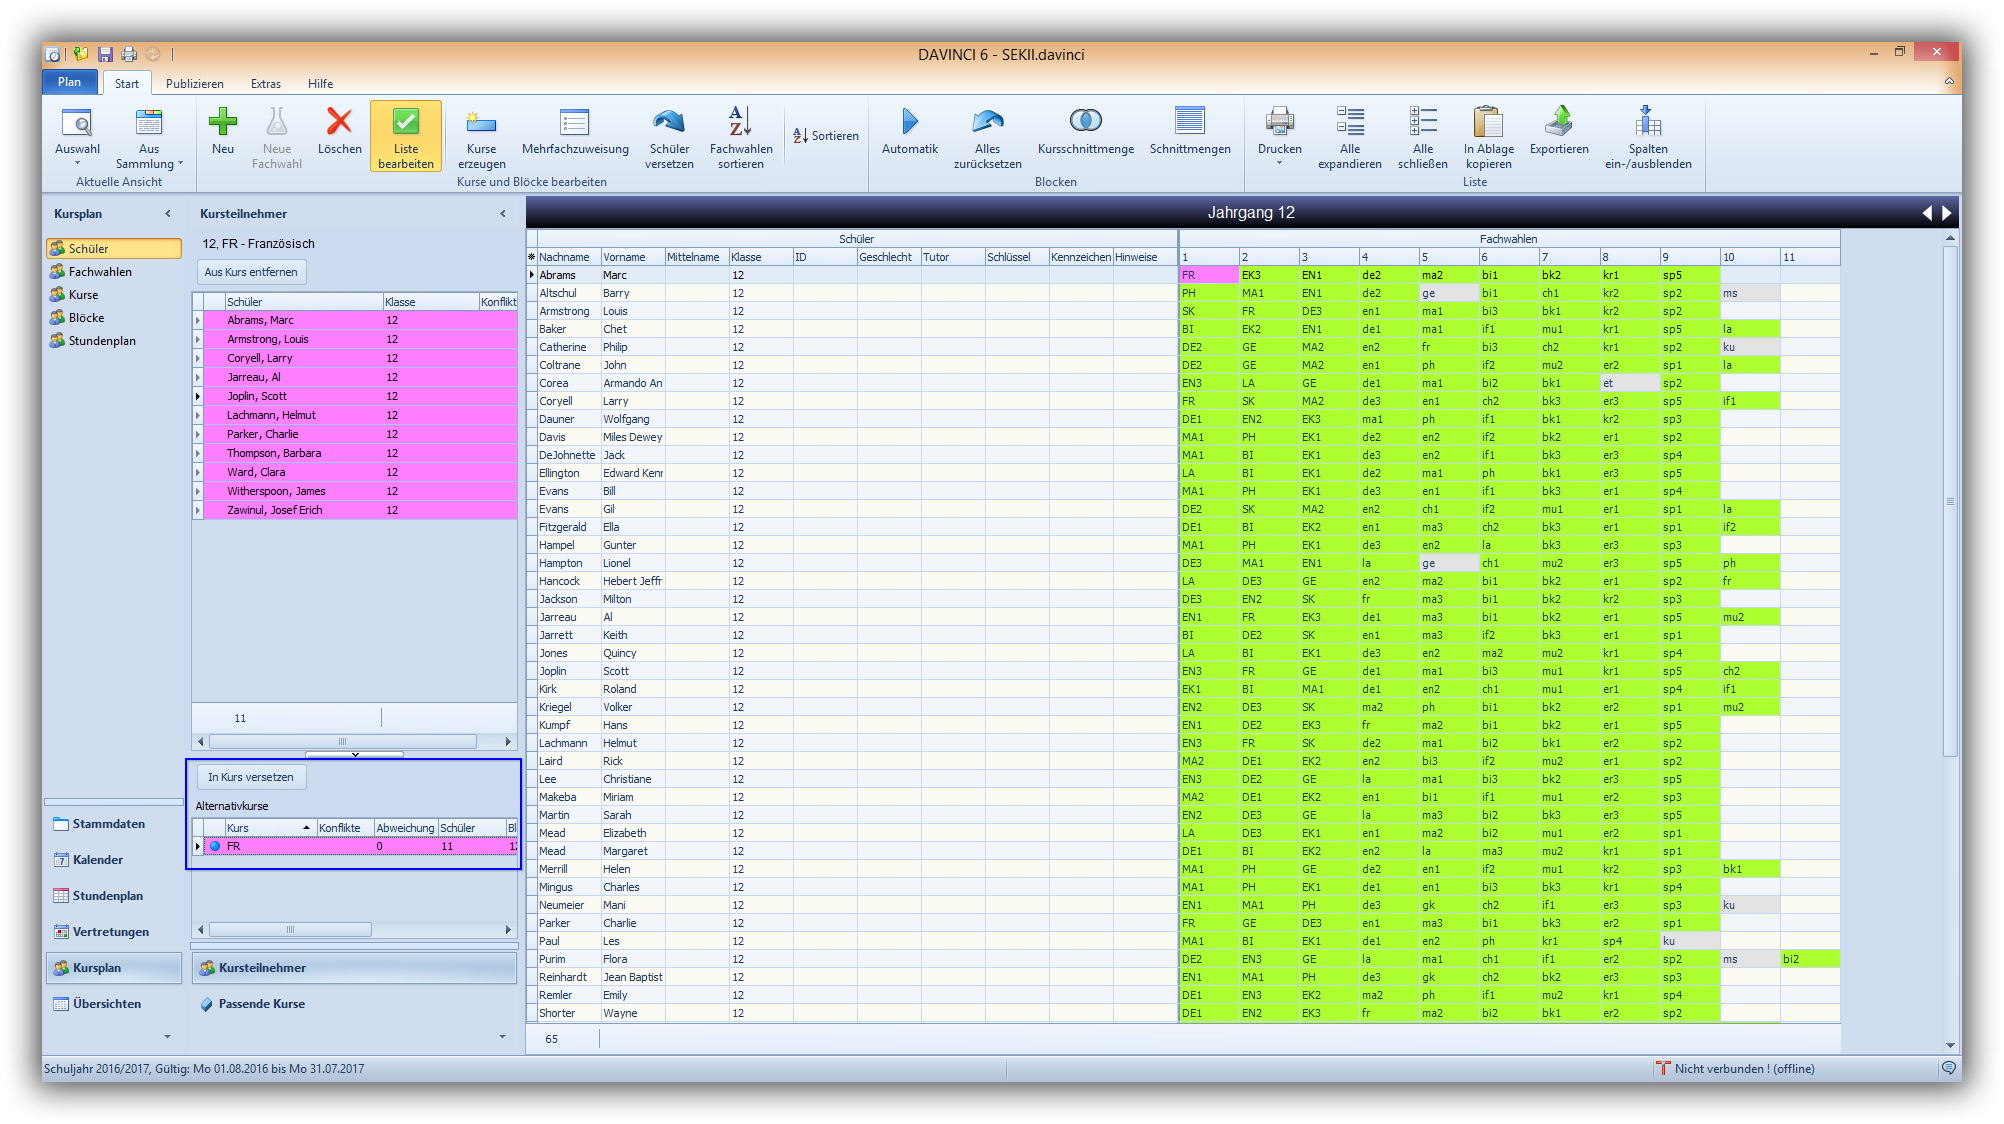 DAVINCI 6 - SEKII.davinci
Plan Start Publizieren Extras Hilfe
Auswahl
Aus Sammlung
Aktuelle Ansicht
Neu
Neue Fachwahl
Löschen
Liste bearbeiten
Kurse erzeugen
Mehrfachzuweisung
Schüler versetzen
Fachwahlen sortieren
Sortieren
Kurse und Blöcke bearbeiten
Automatik
Alles zurücksetzen
Kursschnittmenge
Schnittmengen
Blocken
Drucken
Alle expandieren
Alle schließen
In Ablage kopieren
Exportieren
Spalten ein-/ausblenden
Liste
Kursplan
Schüler
Fachwahlen
Kurse
Blöcke
Stundenplan
Stammdaten
Kalender
Stundenplan
Vertretungen
Kursplan
Übersichten
Kursteilnehmer
12, FR - Französisch
Aus Kurs entfernen
Schüler Klasse Konflikt
Abrams, Marc 12
Armstrong, Louis 12
Coryell, Larry 12
Jarreau, Al 12
Joplin, Scott 12
Lachmann, Helmut 12
Parker, Charlie 12
Thompson, Barbara 12
Ward, Clara 12
Witherspoon, James 12
Zawinul, Josef Erich 12
11
In Kurs versetzen
Alternativkurse
Kurs Konflikte Abweichung Schüler Bl
FR 0 11 12
Kursteilnehmer
Passende Kurse
Jahrgang 12
Schüler Fachwahlen
Nachname Vorname Mittelname Klasse ID Geschlecht Tutor Schlüssel Kennzeichen Hinweise 1 2 3 4 5 6 7 8 9 10 11
Abrams Marc 12 FR EK3 EN1 de2 ma2 bi1 bk2 kr1 sp5
Altschul Barry 12 PH MA1 EN1 de2 ge bi1 ch1 kr2 sp2 ms
Armstrong Louis 12 SK FR DE3 en1 ma1 bi3 bk1 kr2 sp2
Baker Chet 12 BI EK2 EN1 de1 ma1 if1 mu1 kr1 sp5 la
Catherine Philip 12 DE2 GE MA2 en2 fr bi3 ch2 kr1 sp2 ku
Coltrane John 12 DE2 GE MA2 en1 ph if2 mu2 er2 sp1 la
Corea Armando An 12 EN3 LA GE de1 ma1 bi2 bk1 et sp2
Coryell Larry 12 FR SK MA2 de3 en1 ch2 bk3 er3 sp5 if1
Dauner Wolfgang 12 DE1 EN2 EK3 ma1 ph if1 bk1 kr2 sp3
Davis Miles Dewey 12 MA1 PH EK1 de2 en2 if2 bk2 er1 sp2
DeJohnette Jack 12 MA1 BI EK1 de3 en2 if1 bk3 er3 sp4
Ellington Edward Kenr 12 LA BI EK1 de2 ma1 ph bk1 er3 sp5
Evans Bill 12 MA1 PH EK1 de3 en1 if1 bk3 er1 sp4
Evans Gil 12 DE2 SK MA2 en2 ch1 if2 mu1 er1 sp1 la
Fitzgerald Ella 12 DE1 BI EK2 en1 ma3 ch2 bk3 er1 sp1 if2
Hampel Gunter 12 MA1 PH EK1 de3 en2 la bk3 er3 sp3
Hampton Lionel 12 DE3 MA1 EN1 la ge ch1 mu2 er3 sp5 ph
Hancock Hebert Jeffr 12 LA DE3 GE en2 ma2 bi1 bk2 er1 sp2 fr
Jackson Milton 12 DE3 EN2 SK fr ma3 bi1 bk2 kr2 sp3
Jarreau Al 12 EN1 FR EK3 de1 ma3 bi1 bk2 er1 sp5 mu2
Jarrett Keith 12 BI DE2 SK en1 ma3 if2 bk3 er1 sp1
Jones Quincy 12 LA BI EK1 de3 en2 ma2 mu2 kr1 sp4
Joplin Scott 12 EN3 FR GE de1 ma1 bi3 mu1 kr1 sp5 ch2
Kirk Roland 12 EK1 BI MA1 de1 en2 ch1 mu1 er1 sp4 if1
Kriegel Volker 12 EN2 DE3 SK ma2 ph bi1 bk2 er2 sp1 mu2
Kumpf Hans 12 EN1 DE2 EK3 fr ma2 bi1 bk2 er1 sp5
Lachmann Helmut 12 EN3 FR SK de2 ma1 bi2 bk1 er2 sp2
Laird Rick 12 MA2 DE1 EK2 en2 bi3 if2 mu2 er2 sp1
Lee Christiane 12 EN3 DE2 GE la ma1 bi3 bk2 er3 sp5
Makeba Miriam 12 MA2 DE1 EK2 en1 bi1 if1 mu1 er2 sp3
Martin Sarah 12 EN2 DE3 GE la ma3 bi2 bk2 er3 sp2
Mead Elizabeth 12 LA DE3 EK1 en1 ma2 bi2 mu1 er2 sp1
Mead Margaret 12 DE1 BI EK2 en2 la ma3 mu2 kr1 sp1
Merrill Helen 12 MA1 PH GE de2 en1 if2 mu1 kr2 sp3 bk1
Mingus Charles 12 MA1 PH EK1 de1 en1 bi3 bk3 kr1 sp4
Neumeier Mani 12 EN1 MA1 PH de3 gk ch2 if1 er3 sp3 ku
Parker Charlie 12 FR GE DE3 en1 ma3 bi1 bk3 er2 sp1
Paul Les 12 MA1 BI EK1 de1 en2 ph kr1 sp4 ku
Purim Flora 12 DE2 EN3 GE la ma1 ch1 if1 er2 sp2 ms bi2
Reinhardt Jean Baptist 12 EN1 MA1 PH de3 gk ch2 bk2 er3 sp3
Remler Emily 12 DE1 EN3 EK2 ma2 ph if1 mu2 kr1 sp4
Shorter Wayne 12 DE1 EN2 EK3 fr ma2 bi2 bk1 er2 sp2
65
Schuljahr 2016/2017, Gültig: Mo 01.08.2016 bis Mo 31.07.2017
Nicht verbunden ! (offline)